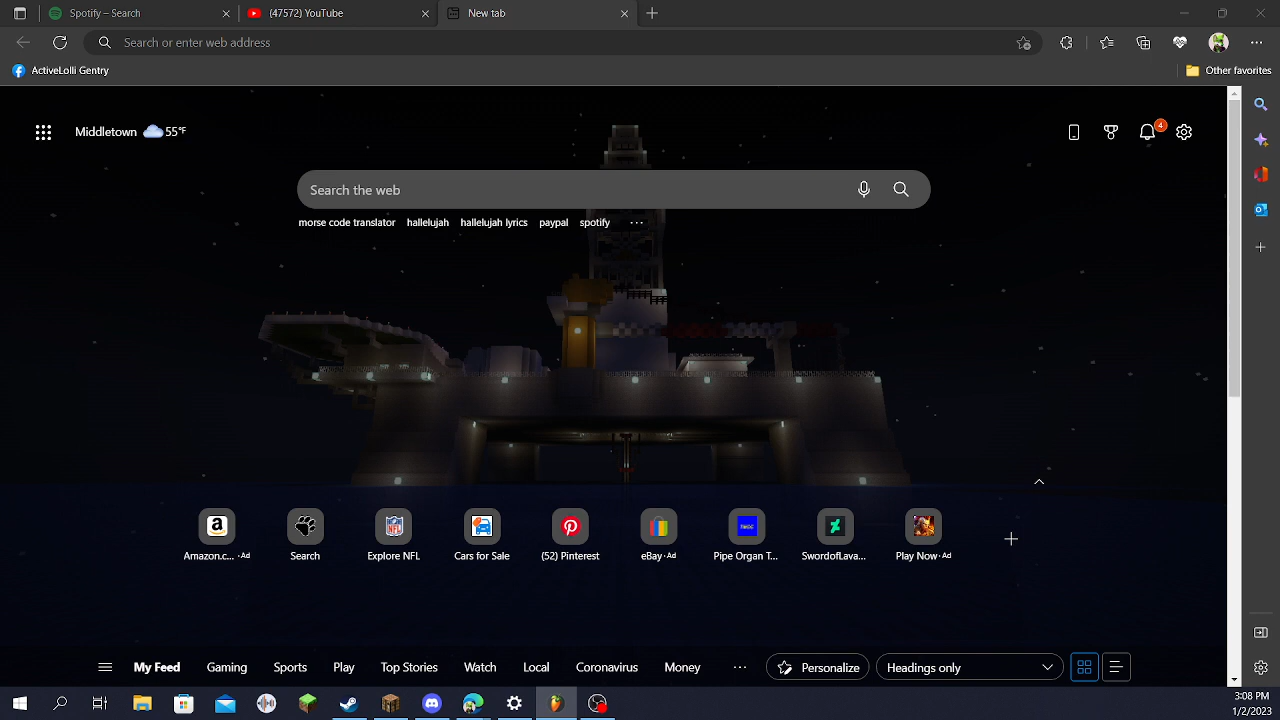 Spotify – Search
(47572) YouTube
New tab
Search or enter web address
ActiveLolli Gentry
Other favorites
Middletown 55°F
4
Search the web
morse code translator hallelujah hallelujah lyrics paypal spotify ...
Amazon.c... · Ad
Search
Explore NFL
Cars for Sale
(52) Pinterest
eBay · Ad
Pipe Organ T...
SwordofLava...
Play Now · Ad
My Feed Gaming Sports Play Top Stories Watch Local Coronavirus Money ... Personalize Headings only
3:08 PM
1/2/2023